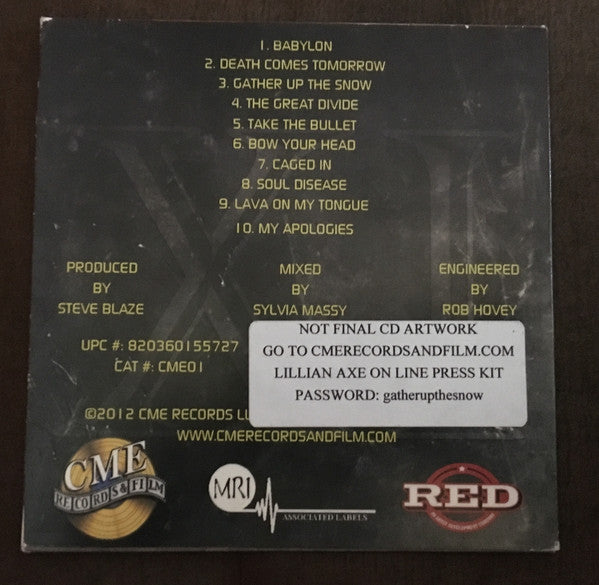 1. BABYLON
2. DEATH COMES TOMORROW
3. GATHER UP THE SNOW
4. THE GREAT DIVIDE
5. TAKE THE BULLET
6. BOW YOUR HEAD
7. CAGED IN
8. SOUL DISEASE
9. LAVA ON MY TONGUE
10. MY APOLOGIES
PRODUCED
BY
STEVE BLAZE
MIXED
BY
SYLVIA MASSY
ENGINEERED
BY
ROB HOVEY
UPC #: 820360155727
CAT #: CME01
NOT FINAL CD ARTWORK
GO TO CMERECORDSANDFILM.COM
LILLIAN AXE ON LINE PRESS KIT
PASSWORD: gatherupthesnow
©2012 CME RECORDS
WWW.CMERECORDSANDFILM.COM
CME
RECORDS & FILM
MRI
ASSOCIATED LABELS
RED